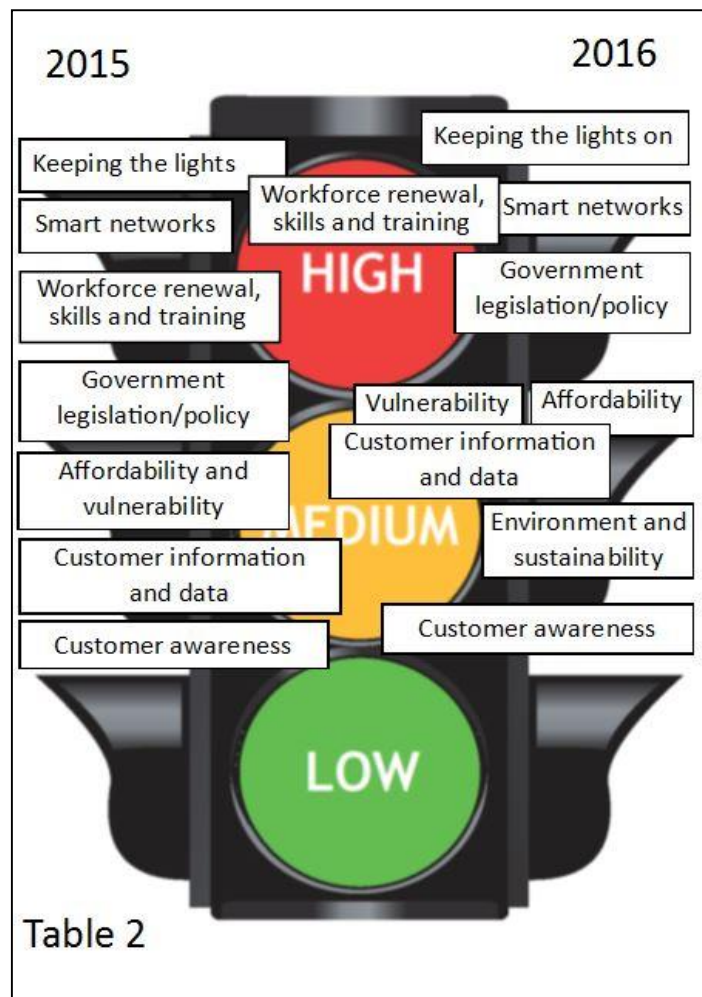 2015
2016
Keeping the lights
Smart networks
Workforce renewal,
skills and training
Government
legislation/policy
Affordability and
vulnerability
Customer information
and data
Customer awareness
Keeping the lights on
Workforce renewal,
skills and training
Smart networks
Government
legislation/policy
Vulnerability
Affordability
Customer information
and data
Environment and
sustainability
Customer awareness
HIGH
MEDIUM
LOW
Table 2